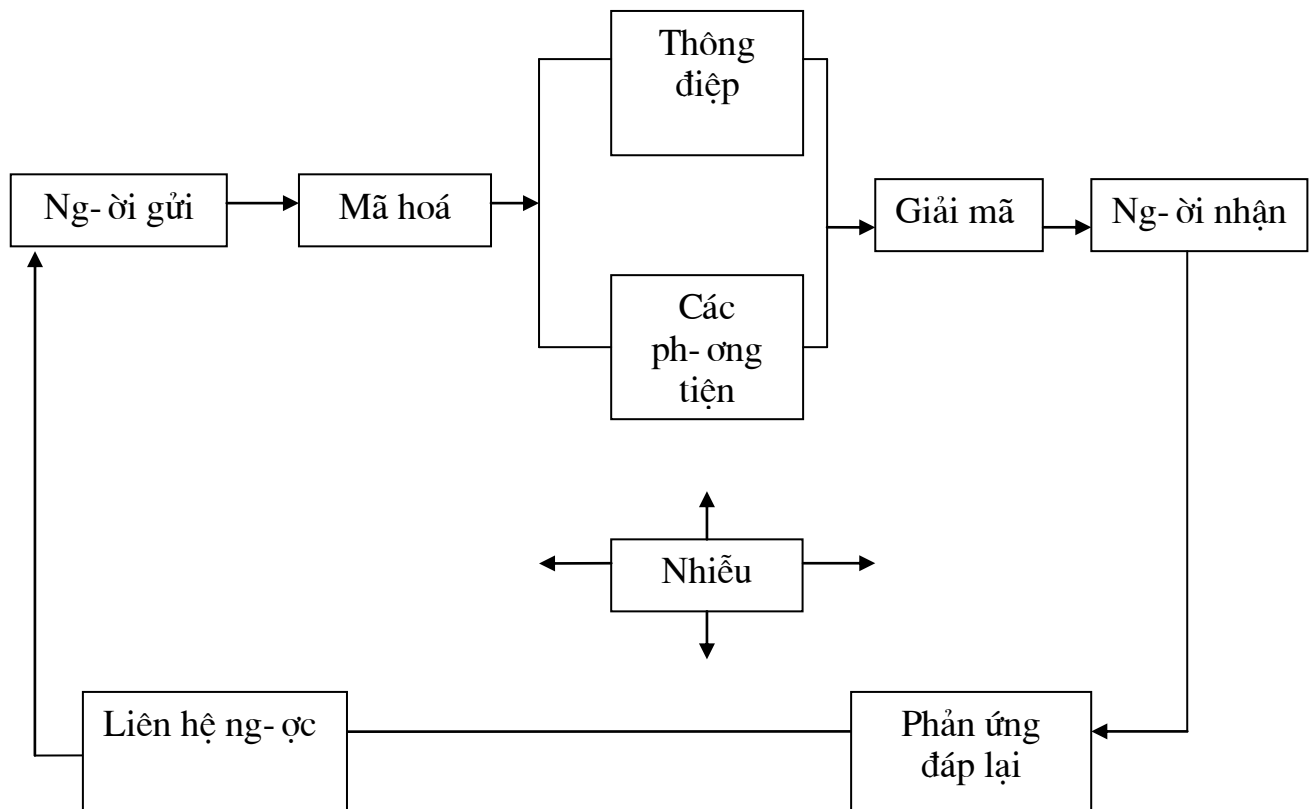 Thông
điệp
Ng- ời gửi
Mã hoá
Giải mã
Ng- ời nhận
Các
ph- ơng
tiện
Nhiễu
Liên hệ ng- ợc
Phản ứng
đáp lại